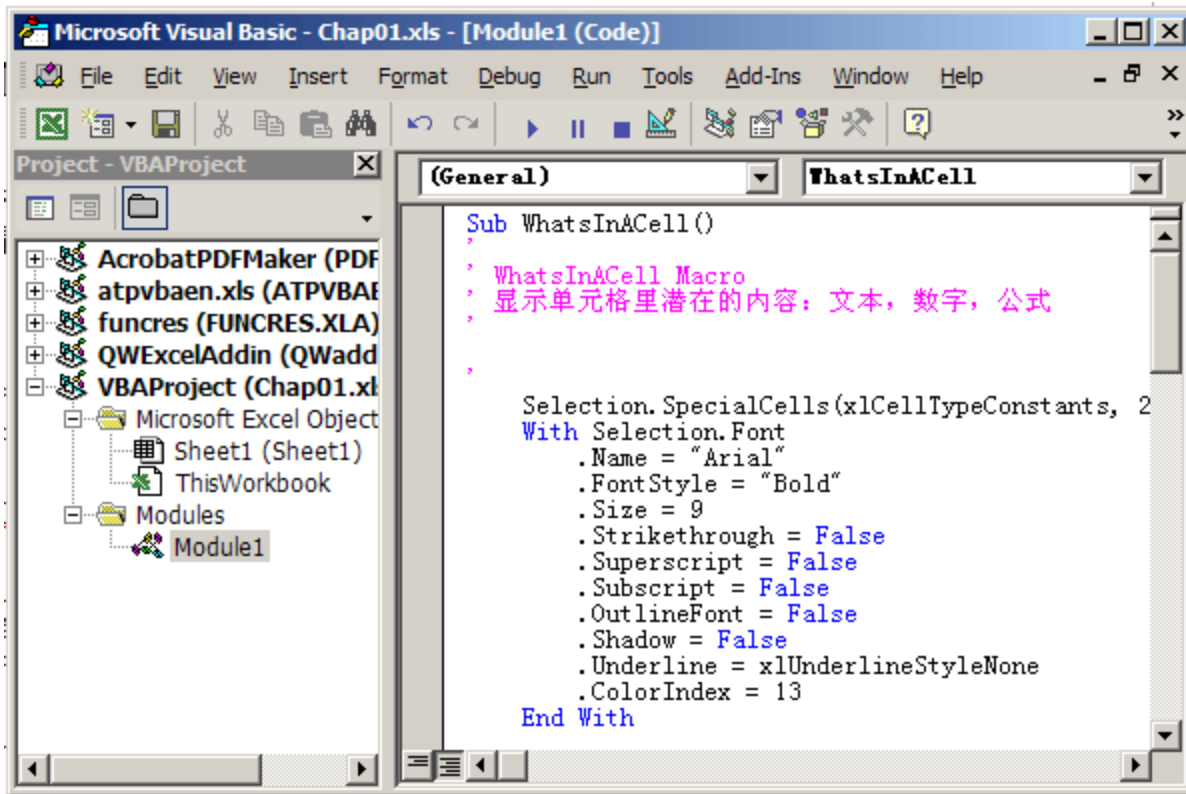 Microsoft Visual Basic - Chap01.xls - [Module1 (Code)]
File Edit View Insert Format Debug Run Tools Add-Ins Window Help
Project - VBAProject
AcrobatPDFMaker (PDF
atpvbaen.xls (ATPVBAE
funcres (FUNCRES.XLA)
QWExcelAddin (QWadd
VBAProject (Chap01.xl
Microsoft Excel Object
Sheet1 (Sheet1)
ThisWorkbook
Modules
Module1
(General) WhatsInACell
Sub WhatsInACell()
'
' WhatsInACell Macro
' 显示单元格里潜在的内容：文本，数字，公式
'
'
Selection.SpecialCells(xlCellTypeConstants, 2
With Selection.Font
.Name = "Arial"
.FontStyle = "Bold"
.Size = 9
.Strikethrough = False
.Superscript = False
.Subscript = False
.OutlineFont = False
.Shadow = False
.Underline = xlUnderlineStyleNone
.ColorIndex = 13
End With